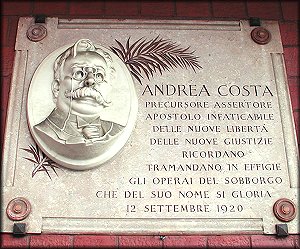 ANDREA COSTA
PRECURSORE ASSERTORE
APOSTOLO INFATICABILE
DELLE NUOVE LIBERTÀ
DELLE NUOVE GIUSTIZIE
RICORDANO
TRAMANDANO IN EFFIGIE
GLI OPERAI DEL SOBBORGO
CHE DEL SUO NOME SI GLORIA
12 SETTEMBRE 1920